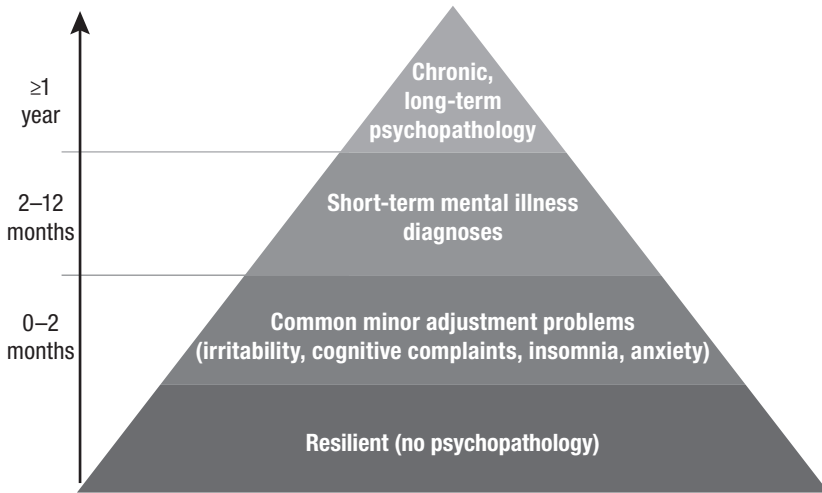 ≥1
year
Chronic,
long-term
psychopathology
2–12
months
Short-term mental illness
diagnoses
0–2
months
Common minor adjustment problems
(irritability, cognitive complaints, insomnia, anxiety)
Resilient (no psychopathology)